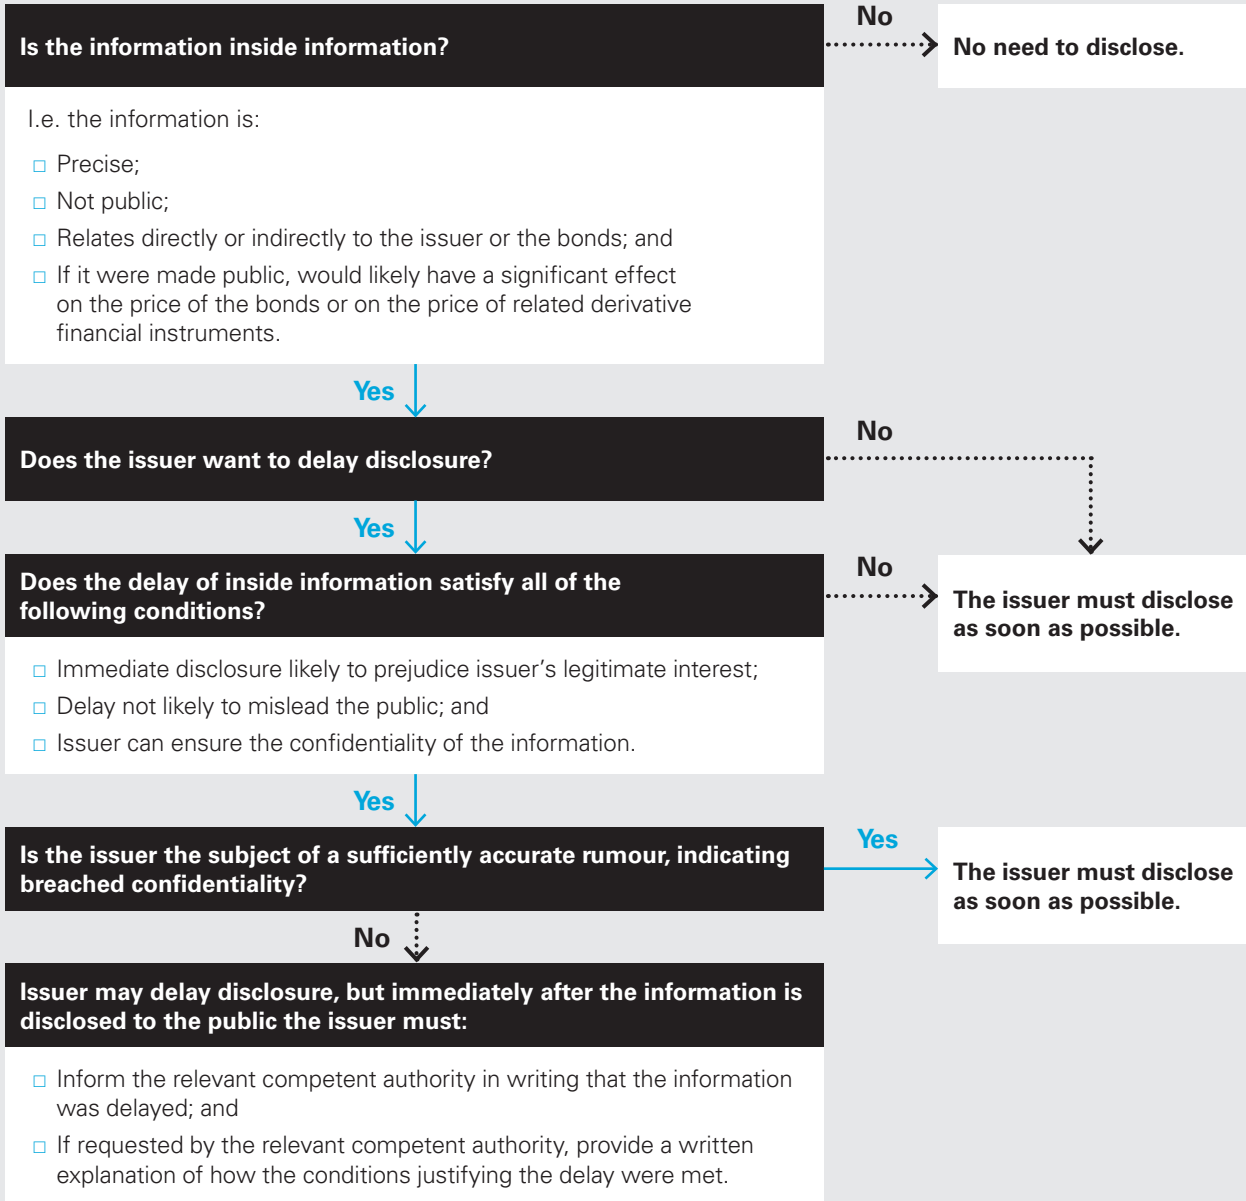 Is the information inside information?
No
No need to disclose.
I.e. the information is:
□ Precise;
□ Not public;
□ Relates directly or indirectly to the issuer or the bonds; and
□ If it were made public, would likely have a significant effect
on the price of the bonds or on the price of related derivative
financial instruments.
Yes
Does the issuer want to delay disclosure?
No
Yes
Does the delay of inside information satisfy all of the
following conditions?
No
The issuer must disclose
as soon as possible.
□ Immediate disclosure likely to prejudice issuer’s legitimate interest;
□ Delay not likely to mislead the public; and
□ Issuer can ensure the confidentiality of the information.
Yes
Is the issuer the subject of a sufficiently accurate rumour, indicating
breached confidentiality?
Yes
The issuer must disclose
as soon as possible.
No
Issuer may delay disclosure, but immediately after the information is
disclosed to the public the issuer must:
□ Inform the relevant competent authority in writing that the information
was delayed; and
□ If requested by the relevant competent authority, provide a written
explanation of how the conditions justifying the delay were met.